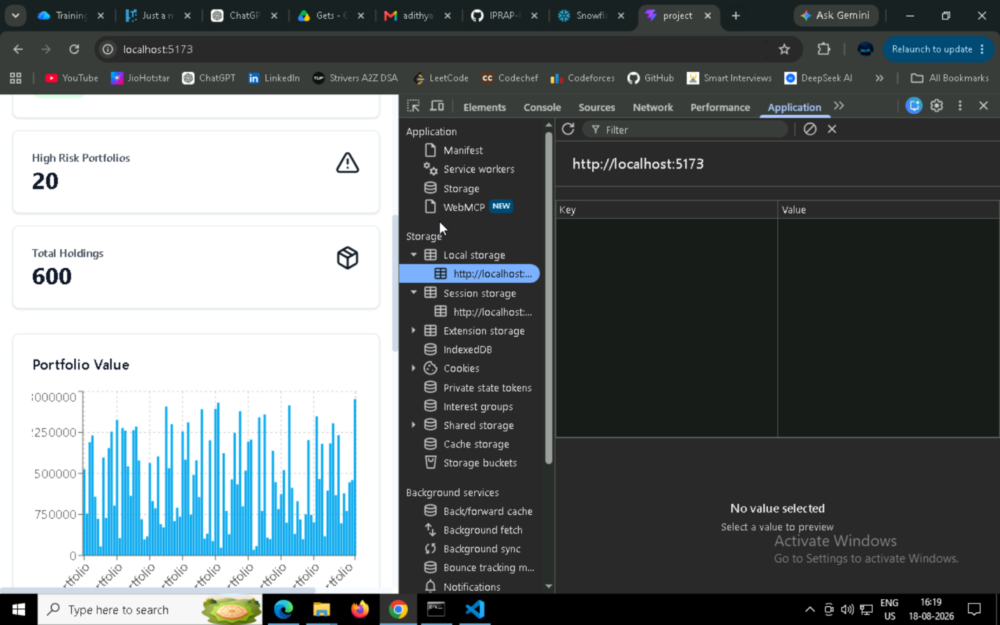 Training
Just a m
ChatGP
Gets - G
adithya
IPRAP-
Snowfl
project
Ask Gemini
localhost:5173
Relaunch to update
YouTube
JioHotstar
ChatGPT
LinkedIn
Strivers A2Z DSA
LeetCode
Codechef
Codeforces
GitHub
Smart Interviews
DeepSeek AI
All Bookmarks
High Risk Portfolios
20
Total Holdings
600
Portfolio Value
000000
250000
500000
750000
0
rtfolio
rtfolio
rtfolio
rtfolio
rtfolio
rtfolio
rtfolio
rtfolio
rtfolio
Elements
Console
Sources
Network
Performance
Application
Application
Manifest
Service workers
Storage
WebMCP NEW
Storage
Local storage
http://localhost:...
Session storage
http://localhost:...
Extension storage
IndexedDB
Cookies
Private state tokens
Interest groups
Shared storage
Cache storage
Storage buckets
Background services
Back/forward cache
Background fetch
Background sync
Bounce tracking m...
Notifications
Filter
http://localhost:5173
Key
Value
No value selected
Select a value to preview
Activate Windows
Go to Settings to activate Windows.
Type here to search
ENG
US
16:19
18-08-2026